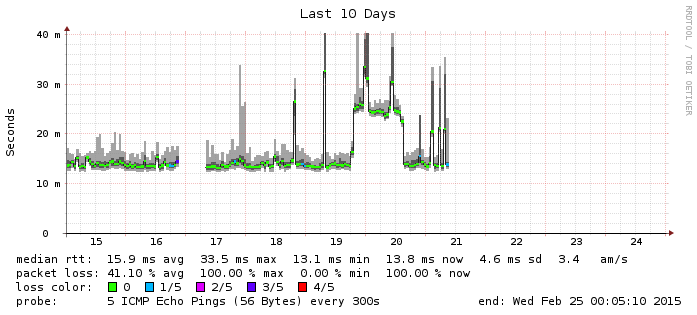 Last 10 Days
RRDTOOL / TOBI OETIKER
Seconds
40 m
30 m
20 m
10 m
0
15 16 17 18 19 20 21 22 23 24
median rtt: 15.9 ms avg 33.5 ms max 13.1 ms min 13.8 ms now 4.6 ms sd 3.4 am/s
packet loss: 41.10 % avg 100.00 % max 0.00 % min 100.00 % now
loss color: 0 1/5 2/5 3/5 4/5
probe: 5 ICMP Echo Pings (56 Bytes) every 300s end: Wed Feb 25 00:05:10 2015